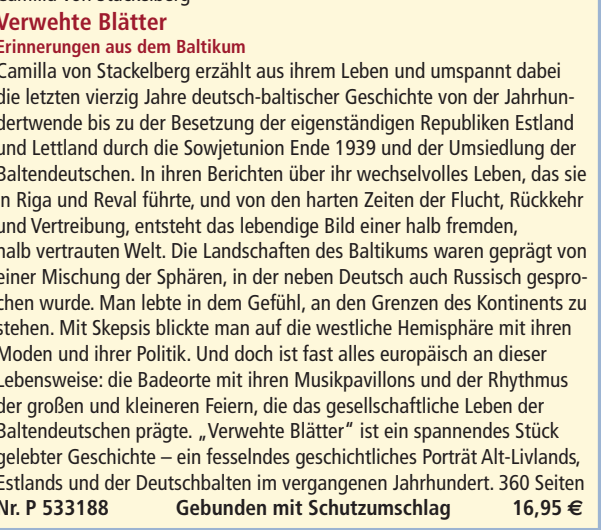 Camilla von Stackelberg
Verwehte Blätter
Erinnerungen aus dem Baltikum
Camilla von Stackelberg erzählt aus ihrem Leben und umspannt dabei
die letzten vierzig Jahre deutsch-baltischer Geschichte von der Jahrhun-
dertwende bis zu der Besetzung der eigenständigen Republiken Estland
und Lettland durch die Sowjetunion Ende 1939 und der Umsiedlung der
Baltendeutschen. In ihren Berichten über ihr wechselvolles Leben, das sie
in Riga und Reval führte, und von den harten Zeiten der Flucht, Rückkehr
und Vertreibung, entsteht das lebendige Bild einer halb fremden,
halb vertrauten Welt. Die Landschaften des Baltikums waren geprägt von
einer Mischung der Sphären, in der neben Deutsch auch Russisch gespro-
chen wurde. Man lebte in dem Gefühl, an den Grenzen des Kontinents zu
stehen. Mit Skepsis blickte man auf die westliche Hemisphäre mit ihren
Moden und ihrer Politik. Und doch ist fast alles europäisch an dieser
Lebensweise: die Badeorte mit ihren Musikpavillons und der Rhythmus
der großen und kleineren Feiern, die das gesellschaftliche Leben der
Baltendeutschen prägte. „Verwehte Blätter“ ist ein spannendes Stück
gelebter Geschichte – ein fesselndes geschichtliches Porträt Alt-Livlands,
Estlands und der Deutschbalten im vergangenen Jahrhundert. 360 Seiten
Nr. P 533188 Gebunden mit Schutzumschlag 16,95 €